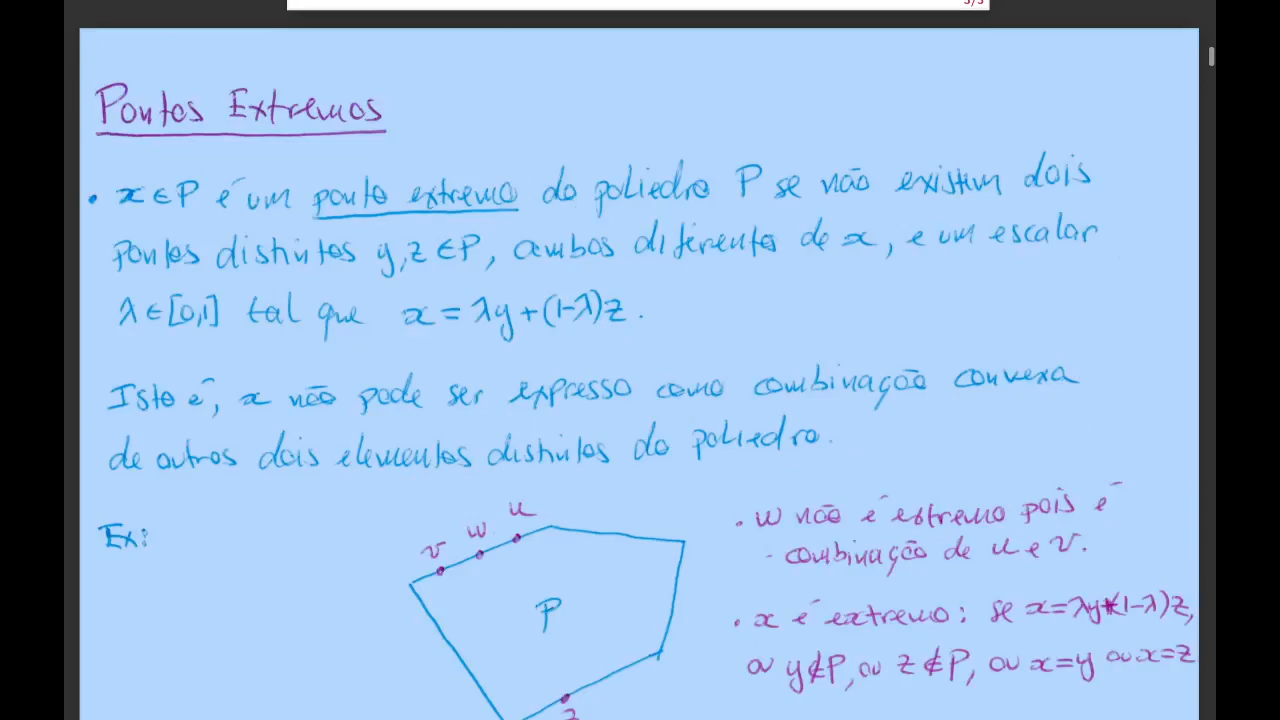 3/3
Pontos Extremos
• x ∈ P é um ponto extremo do poliedro P se não existem dois
pontos distintos y, z ∈ P, ambos diferentes de x, e um escalar
λ ∈ [0,1] tal que x = λy + (1-λ)z.
Isto é, x não pode ser expresso como combinação convexa
de outros dois elementos distintos do poliedro.
Ex:
v w u
P
• w não é extremo pois é
combinação de u e v.
• x é extremo: se x = λy + (1-λ)z,
ou y ∉ P, ou z ∉ P, ou x = y ou x = z